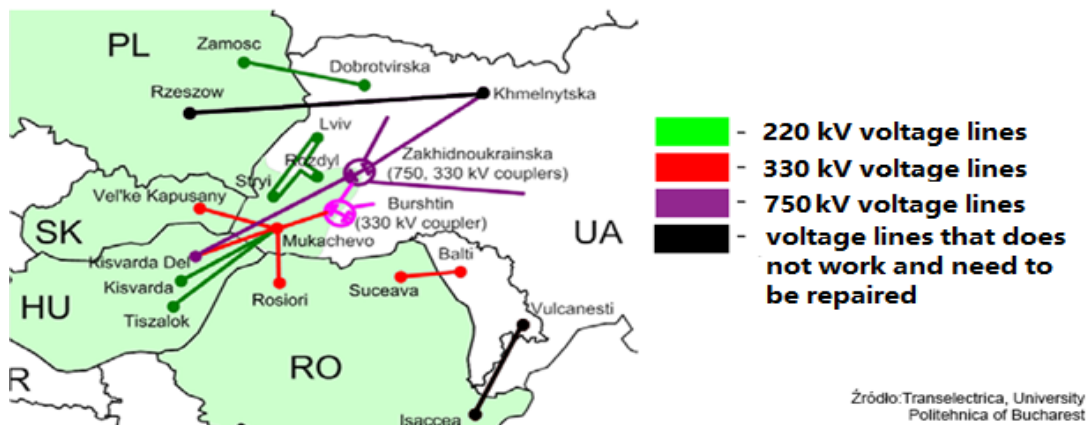 PL
Zamosc
Dobrotvirska
Rzeszow
Khmelnytska
Lviv
Rozdyl
Zakhidnoukrainska
(750, 330 kV couplers)
Stryi
Vel'ke Kapusany
Burshtin
(330 kV coupler)
SK
Mukachevo
UA
Kisvarda Del
Balti
Kisvarda
Rosiori
Suceava
HU
Tiszalok
Vulcanesti
RO
R
Isaccea
- 220 kV voltage lines
- 330 kV voltage lines
- 750 kV voltage lines
- voltage lines that does
not work and need to
be repaired
Źródło:Transelectrica, University
Politehnica of Bucharest